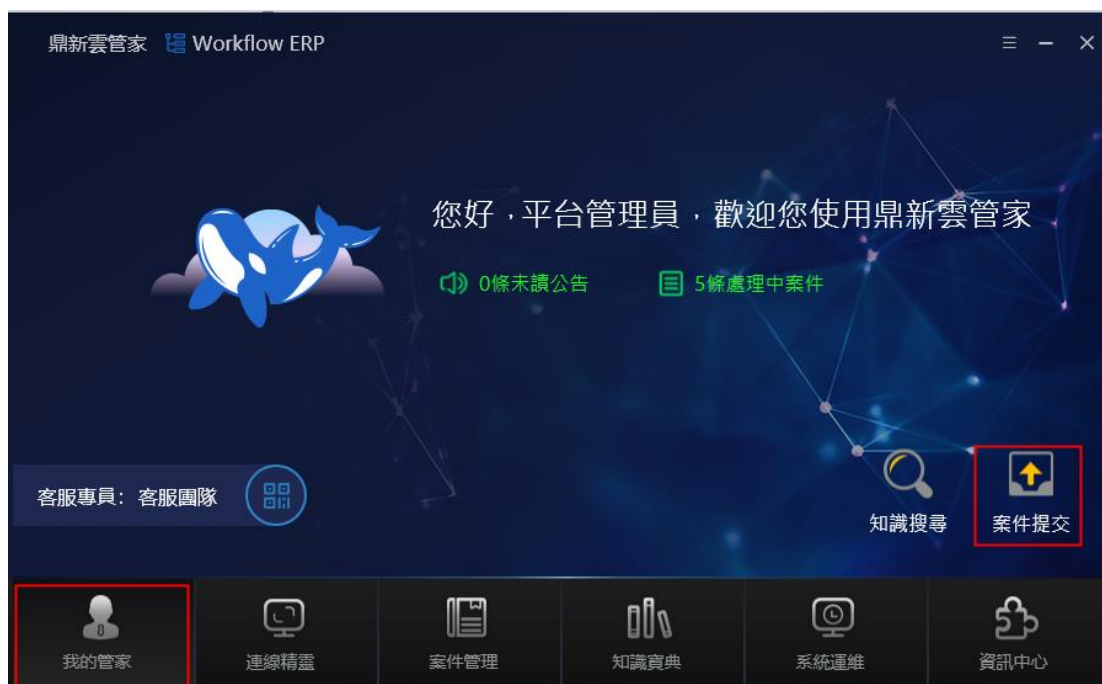 鼎新雲管家 Workflow ERP
您好，平台管理員，歡迎您使用鼎新雲管家
0條未讀公告 5條處理中案件
客服專員：客服團隊
知識搜尋 案件提交
我的管家 連線精靈 案件管理 知識寶典 系統運維 資訊中心